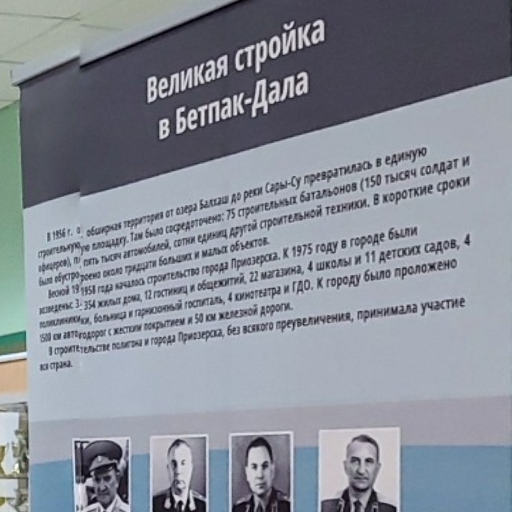 Великая стройка
в Бетпак-Дала
В 1956 г. обширная территория от озера Балхаш до реки Сары-Су превратилась в единую
строительную площадку. Там было сосредоточено: 75 строительных батальонов (150 тысяч солдат и
офицеров), пять тысяч автомобилей, сотни единиц другой строительной техники. В короткие сроки
было обустроено около тридцати больших и малых объектов.
Весной 1958 года началось строительство города Приозерска. К 1975 году в городе были
возведены: 354 жилых дома, 12 гостиниц и общежитий, 22 магазина, 4 школы и 11 детских садов, 4
поликлиники, больница и гарнизонный госпиталь, 4 кинотеатра и ГДО. К городу было проложено
1500 км автодорог с жестким покрытием и 50 км железной дороги.
В строительстве полигона и города Приозерска, без всякого преувеличения, принимала участие
вся страна.